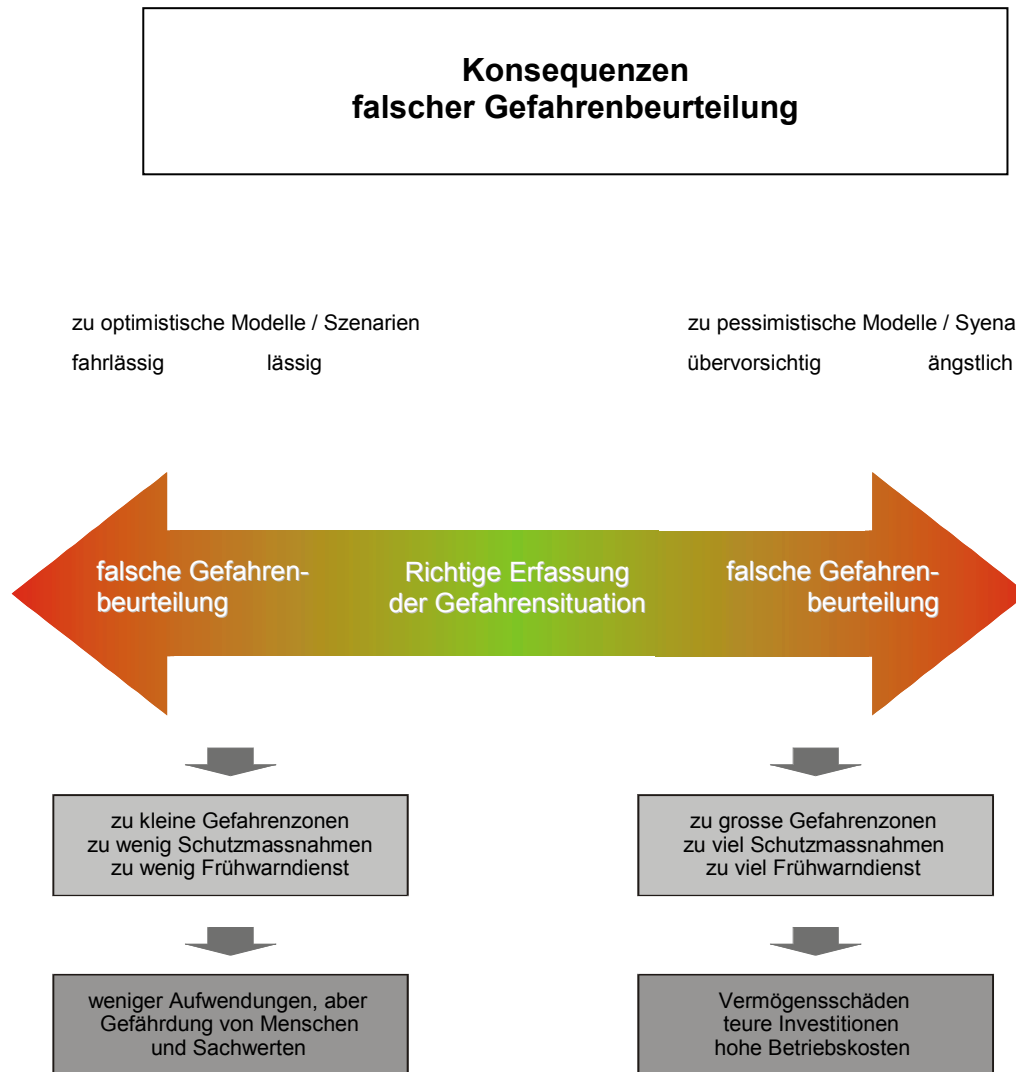 Konsequenzen
falscher Gefahrenbeurteilung
zu optimistische Modelle / Szenarien
fahrlässig lässig
zu pessimistische Modelle / Syena
übervorsichtig ängstlich
falsche Gefahren-
beurteilung
Richtige Erfassung
der Gefahrensituation
falsche Gefahren-
beurteilung
zu kleine Gefahrenzonen
zu wenig Schutzmassnahmen
zu wenig Frühwarndienst
zu grosse Gefahrenzonen
zu viel Schutzmassnahmen
zu viel Frühwarndienst
weniger Aufwendungen, aber
Gefährdung von Menschen
und Sachwerten
Vermögensschäden
teure Investitionen
hohe Betriebskosten